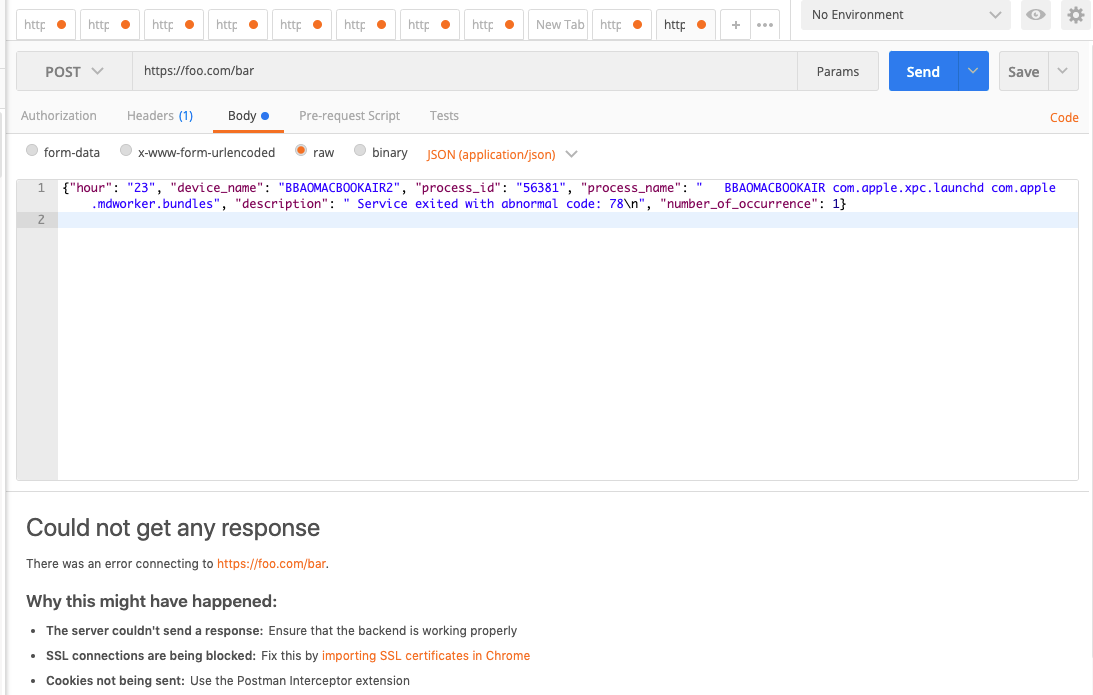 http http http http http http http http New Tab http http + ••• No Environment
POST https://foo.com/bar Params Send Save
Authorization Headers (1) Body Pre-request Script Tests Code
form-data x-www-form-urlencoded raw binary JSON (application/json)
1 {"hour": "23", "device_name": "BBAOMACBOOKAIR2", "process_id": "56381", "process_name": "   BBAOMACBOOKAIR com.apple.xpc.launchd com.apple
.mdworker.bundles", "description": " Service exited with abnormal code: 78\n", "number_of_occurrence": 1}
2
Could not get any response
There was an error connecting to https://foo.com/bar.
Why this might have happened:
• The server couldn't send a response: Ensure that the backend is working properly
• SSL connections are being blocked: Fix this by importing SSL certificates in Chrome
• Cookies not being sent: Use the Postman Interceptor extension